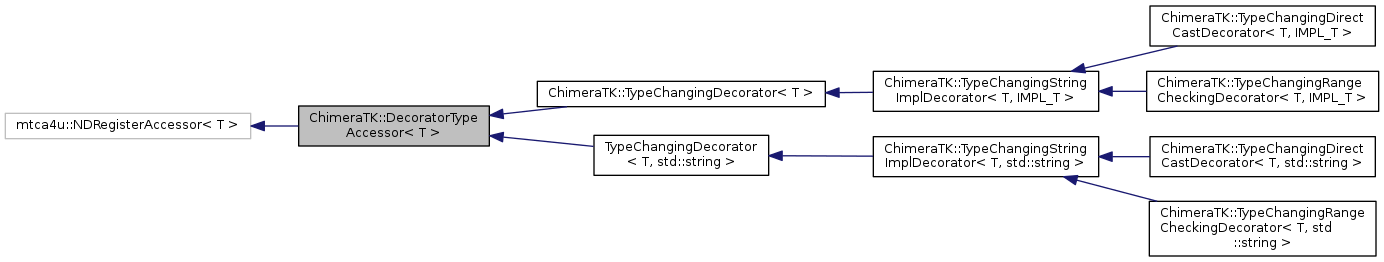 mtca4u::NDRegisterAccessor< T >
ChimeraTK::DecoratorType
Accessor< T >
ChimeraTK::TypeChangingDecorator< T >
TypeChangingDecorator
< T, std::string >
ChimeraTK::TypeChangingString
ImplDecorator< T, IMPL_T >
ChimeraTK::TypeChangingString
ImplDecorator< T, std::string >
ChimeraTK::TypeChangingDirect
CastDecorator< T, IMPL_T >
ChimeraTK::TypeChangingRange
CheckingDecorator< T, IMPL_T >
ChimeraTK::TypeChangingDirect
CastDecorator< T, std::string >
ChimeraTK::TypeChangingRange
CheckingDecorator< T, std
::string >